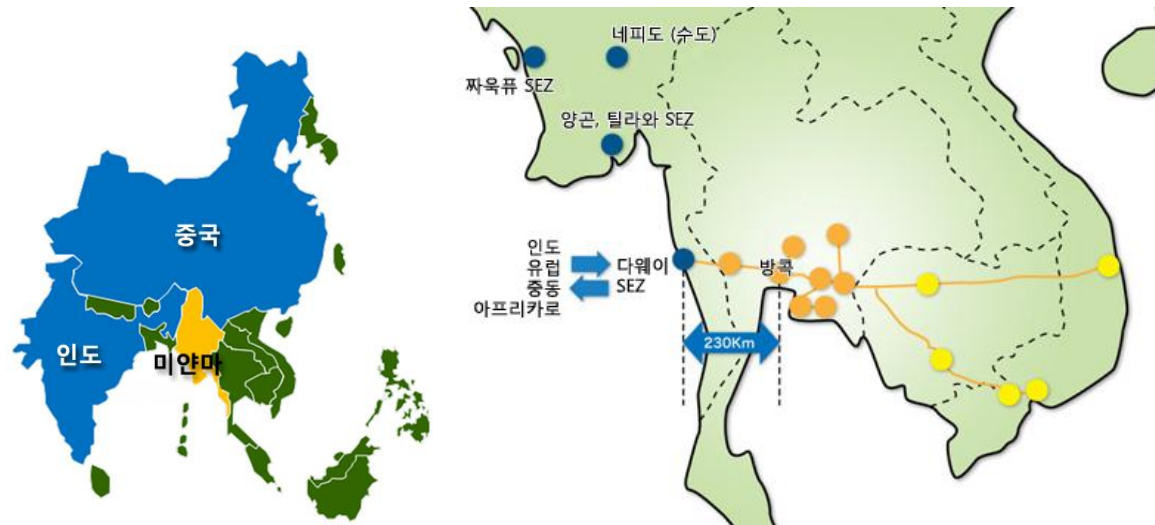 중국
인도
미얀마
네피도 (수도)
짜욱퓨 SEZ
양곤, 틸라와 SEZ
인도
유럽
중동
아프리카로
다웨이
SEZ
방콕
230Km